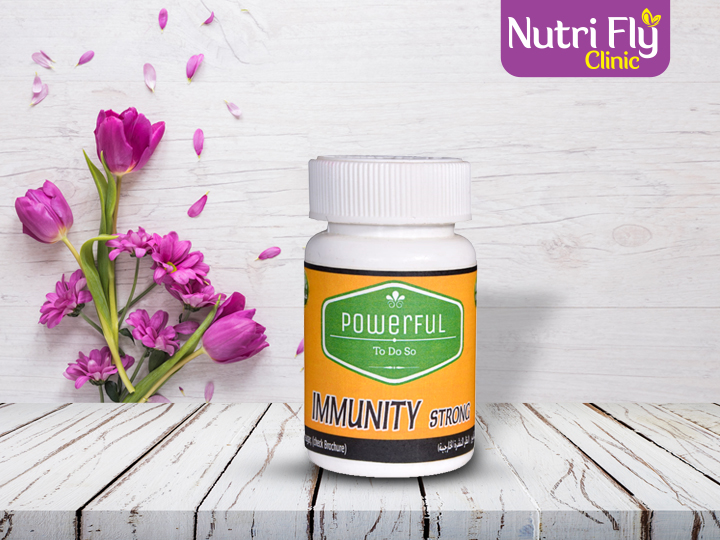 Nutri Fly
Clinic
POWERFUL
To Do So
IMMUNITY STRONG
(check Brochure)